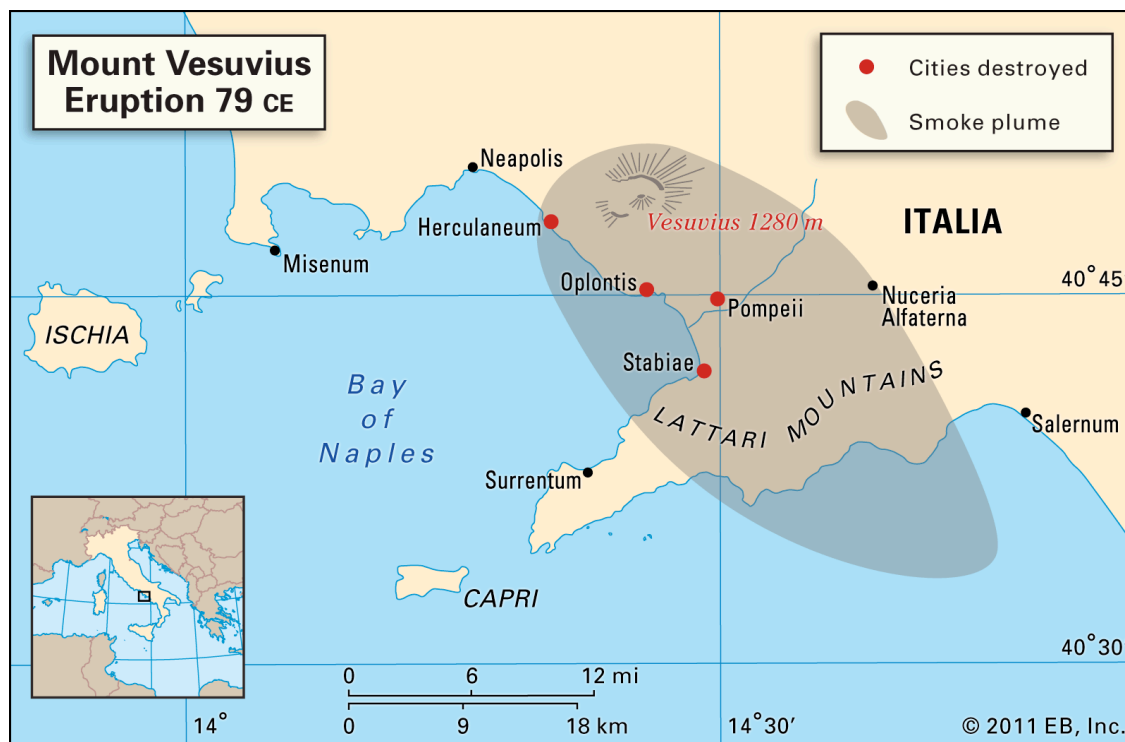 Mount Vesuvius
Eruption 79 CE
Cities destroyed
Smoke plume
Neapolis
Herculaneum
Vesuvius 1280 m
ITALIA
Misenum
Oplontis
Pompeii
Nuceria
Alfaterna
40°45'
ISCHIA
Stabiae
Bay
of
Naples
LATTARI MOUNTAINS
Salernum
Surrentum
CAPRI
40°30'
0 6 12 mi
0 9 18 km
14°
14°30'
© 2011 EB, Inc.